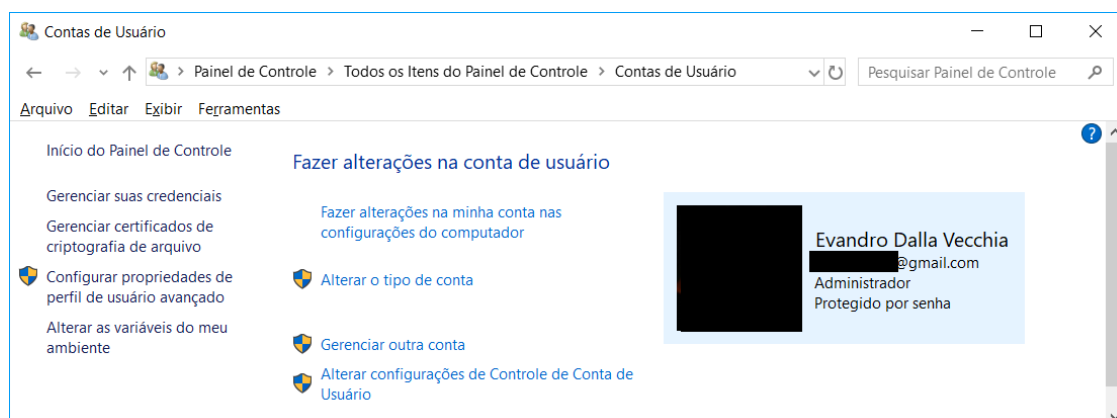 Contas de Usuário
Painel de Controle > Todos os Itens do Painel de Controle > Contas de Usuário
Pesquisar Painel de Controle
Arquivo Editar Exibir Ferramentas
Início do Painel de Controle
Gerenciar suas credenciais
Gerenciar certificados de
criptografia de arquivo
Configurar propriedades de
perfil de usuário avançado
Alterar as variáveis do meu
ambiente
Fazer alterações na conta de usuário
Fazer alterações na minha conta nas
configurações do computador
Alterar o tipo de conta
Gerenciar outra conta
Alterar configurações de Controle de Conta de
Usuário
Evandro Dalla Vecchia
@gmail.com
Administrador
Protegido por senha
?